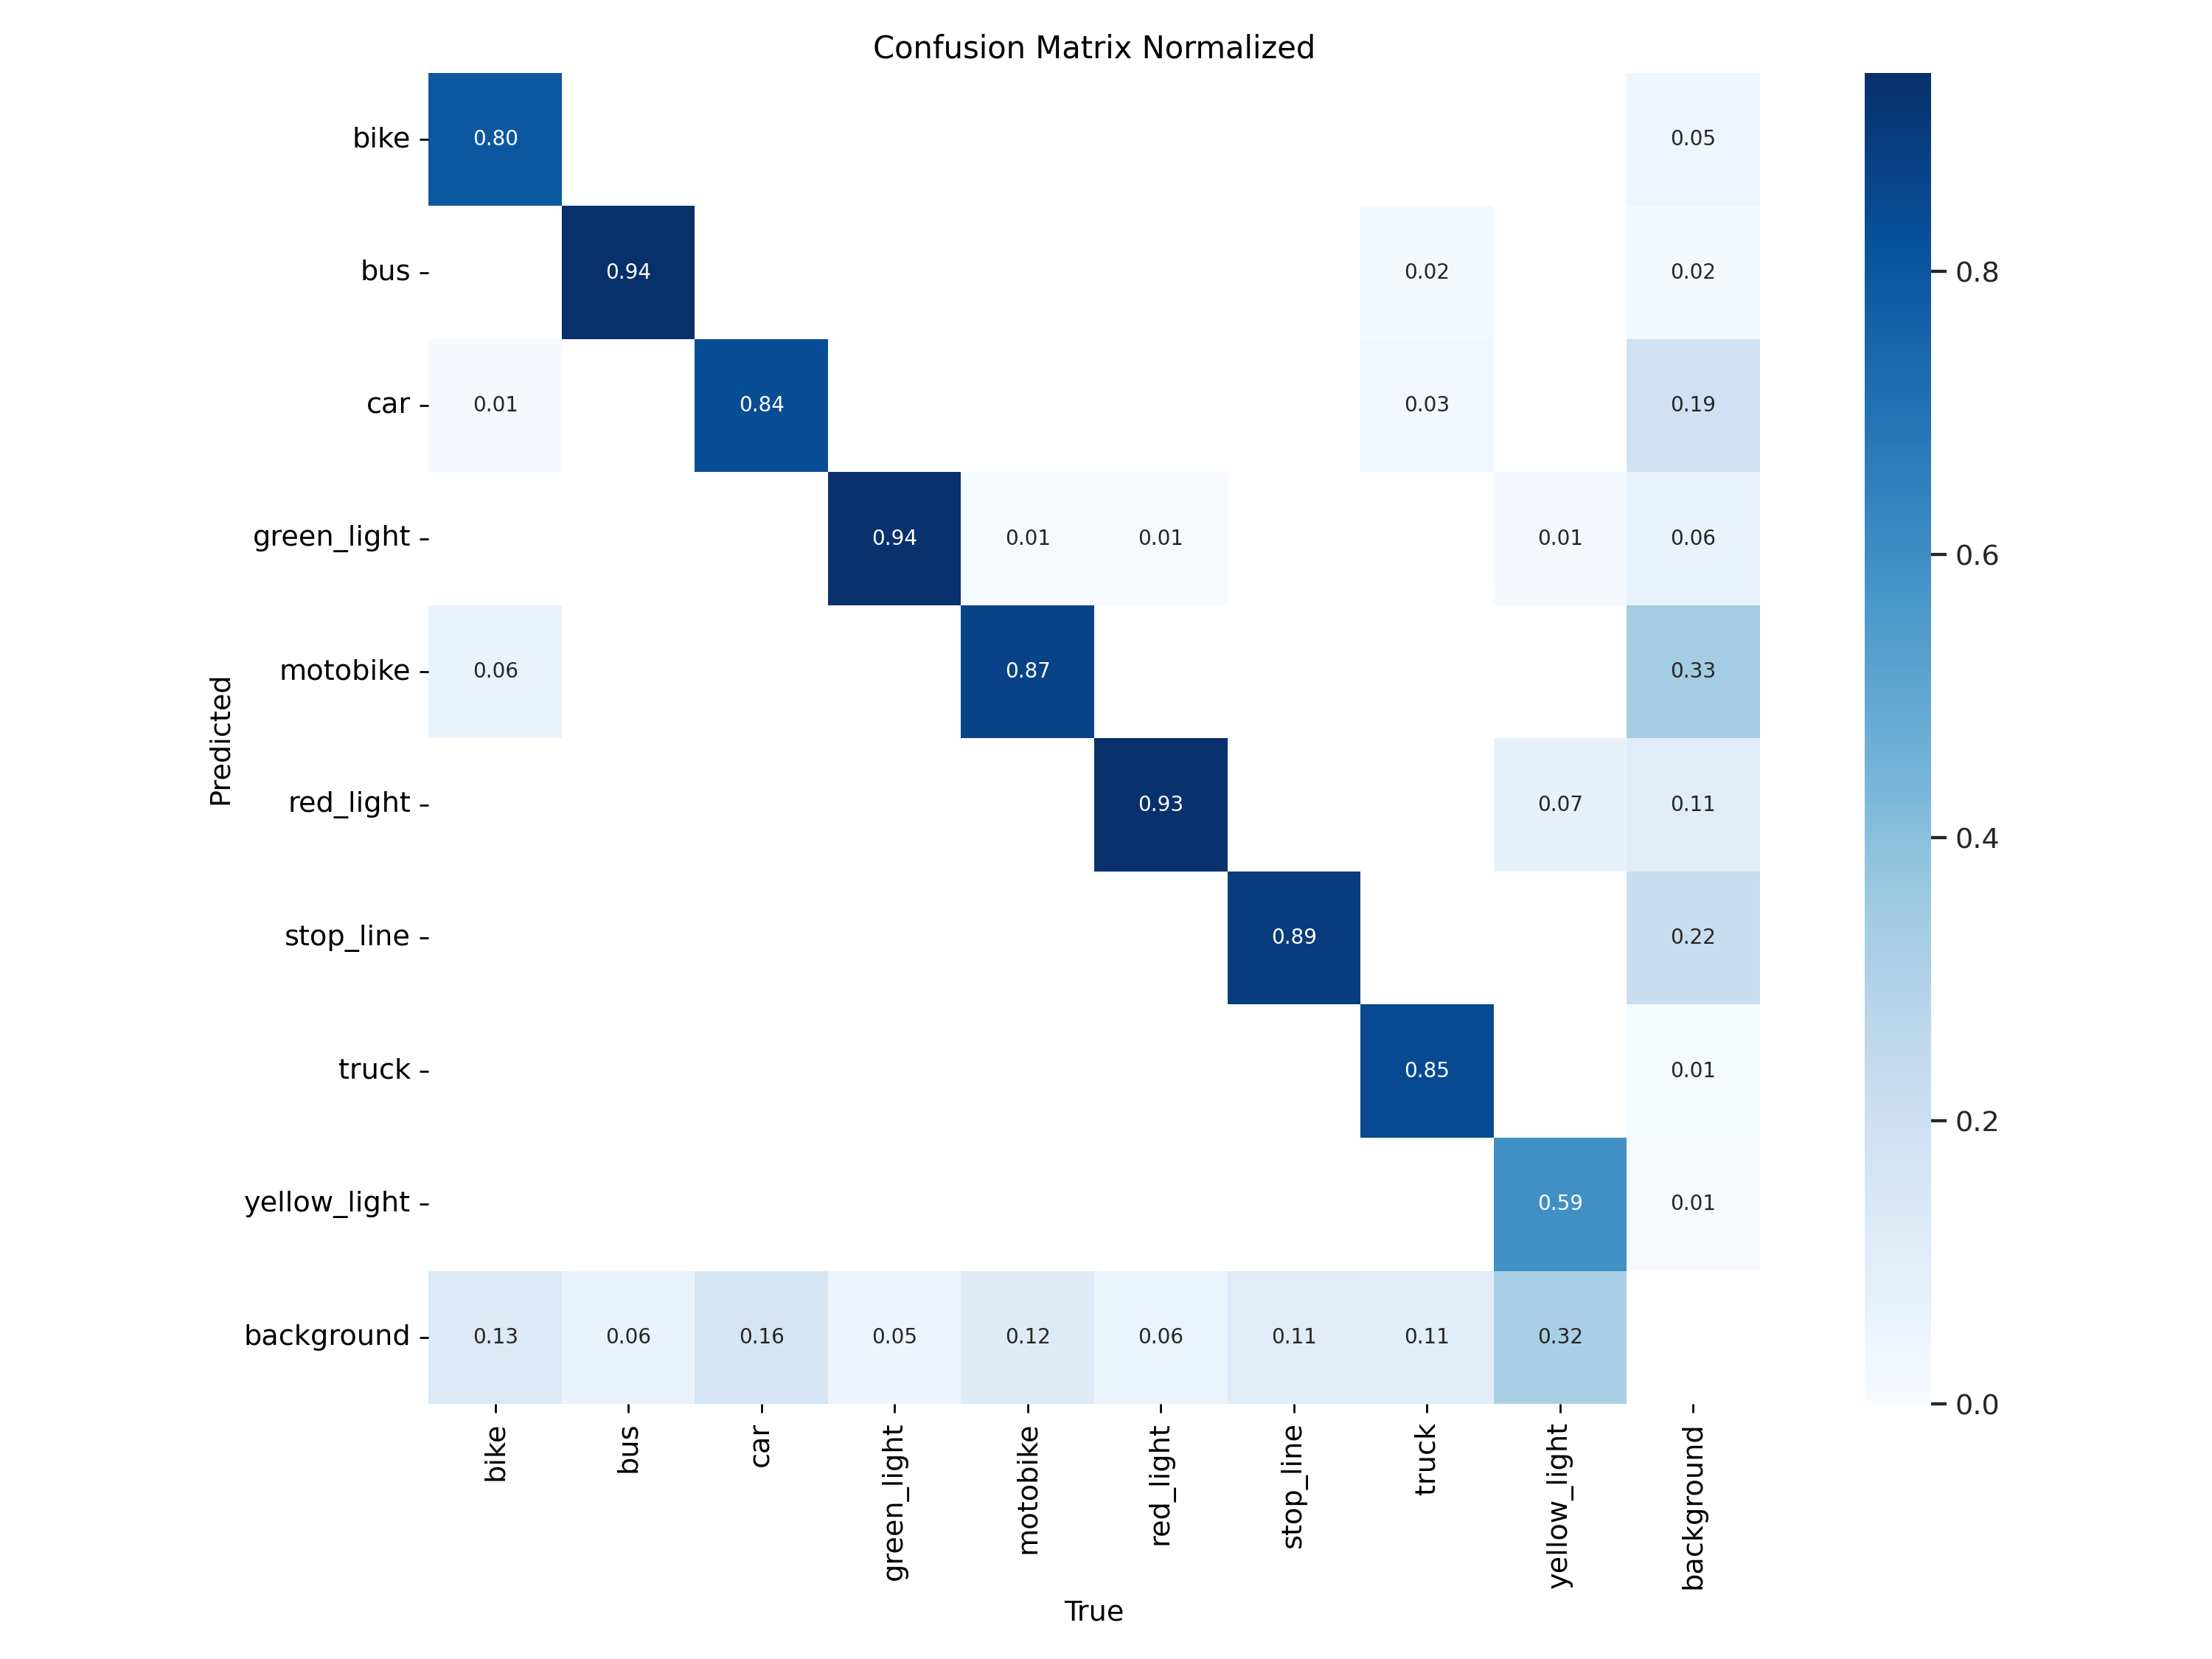 Confusion Matrix Normalized
bike 0.80 0.05
bus 0.94 0.02 0.02
car 0.01 0.84 0.03 0.19
green_light 0.94 0.01 0.01 0.01 0.06
motobike 0.06 0.87 0.33
red_light 0.93 0.07 0.11
stop_line 0.89 0.22
truck 0.85 0.01
yellow_light 0.59 0.01
background 0.13 0.06 0.16 0.05 0.12 0.06 0.11 0.11 0.32
Predicted
bike bus car green_light motobike red_light stop_line truck yellow_light background
True
0.8
0.6
0.4
0.2
0.0